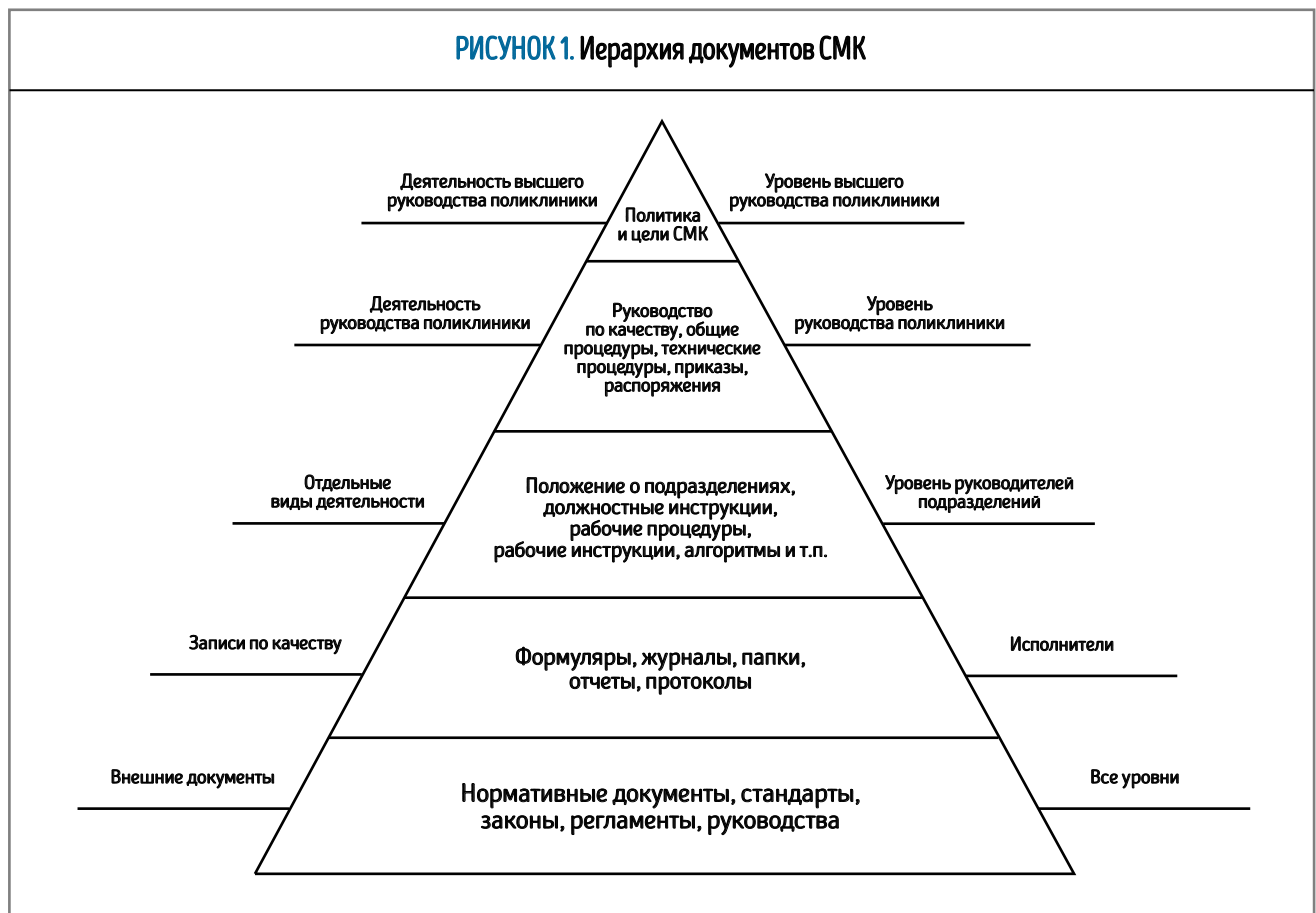 РИСУНОК 1. Иерархия документов СМК
Деятельность высшего
руководства поликлиники
Политика
и цели СМК
Уровень высшего
руководства поликлиники
Деятельность
руководства поликлиники
Руководство
по качеству, общие
процедуры, технические
процедуры, приказы,
распоряжения
Уровень
руководства поликлиники
Отдельные
виды деятельности
Положение о подразделениях,
должностные инструкции,
рабочие процедуры,
рабочие инструкции, алгоритмы и т.п.
Уровень руководителей
подразделений
Записи по качеству
Формуляры, журналы, папки,
отчеты, протоколы
Исполнители
Внешние документы
Нормативные документы, стандарты,
законы, регламенты, руководства
Все уровни